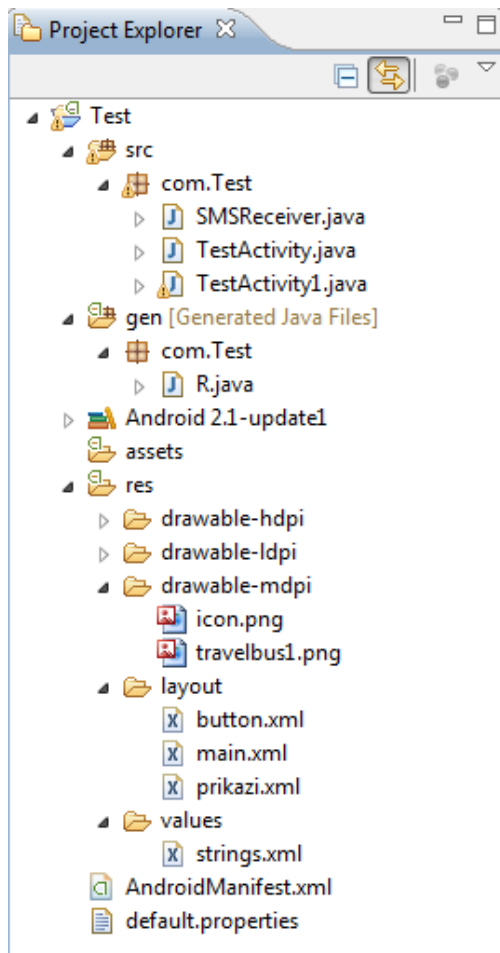 Project Explorer
Test
src
com.Test
SMSReceiver.java
TestActivity.java
TestActivity1.java
gen [Generated Java Files]
com.Test
R.java
Android 2.1-update1
assets
res
drawable-hdpi
drawable-ldpi
drawable-mdpi
icon.png
travelbus1.png
layout
button.xml
main.xml
prikazi.xml
values
strings.xml
AndroidManifest.xml
default.properties